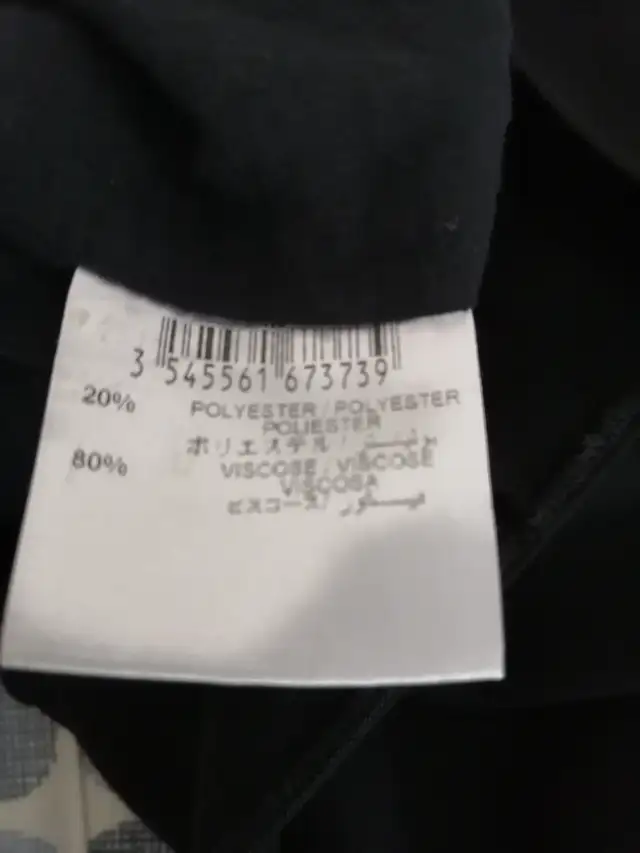 3 545561 673739
20% POLYESTER / POLYESTER
POLIESTER
ポリエステル / بوليستر
80% VISCOSE / VISCOSE
VISCOSA
ビスコース /